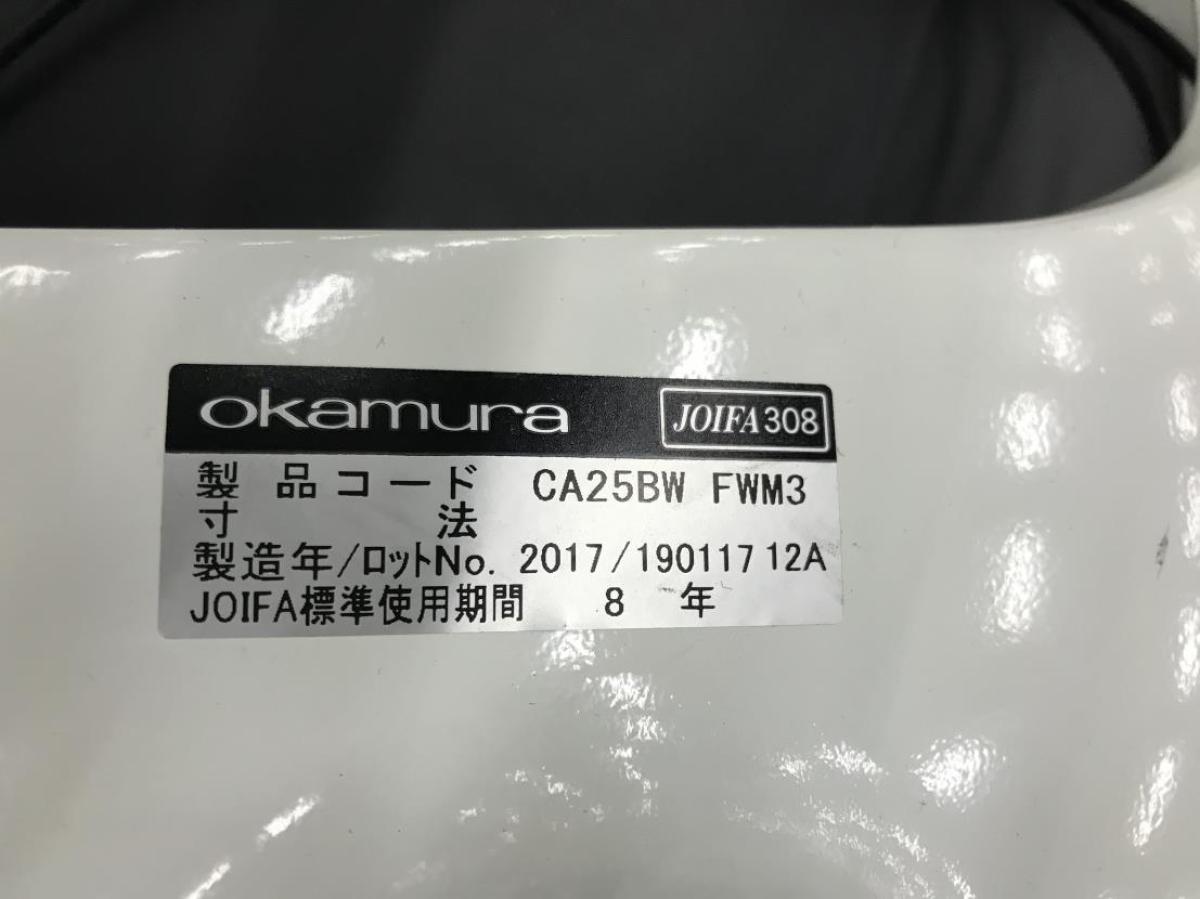 okamura JOIFA308
製品コード CA25BW FWM3
寸法
製造年/ロットNo. 2017/190117 12A
JOIFA標準使用期間 8 年